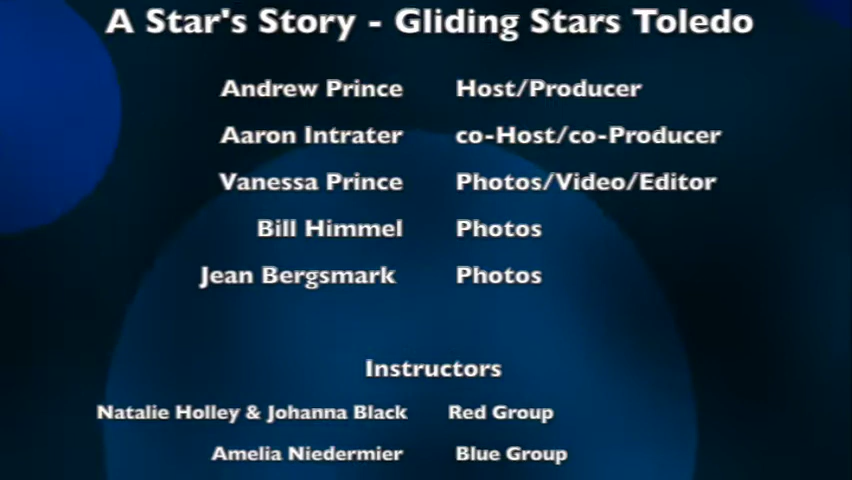 A Star's Story - Gliding Stars Toledo
Andrew Prince Host/Producer
Aaron Intrater co-Host/co-Producer
Vanessa Prince Photos/Video/Editor
Bill Himmel Photos
Jean Bergsmark Photos
Instructors
Natalie Holley & Johanna Black Red Group
Amelia Niedermier Blue Group